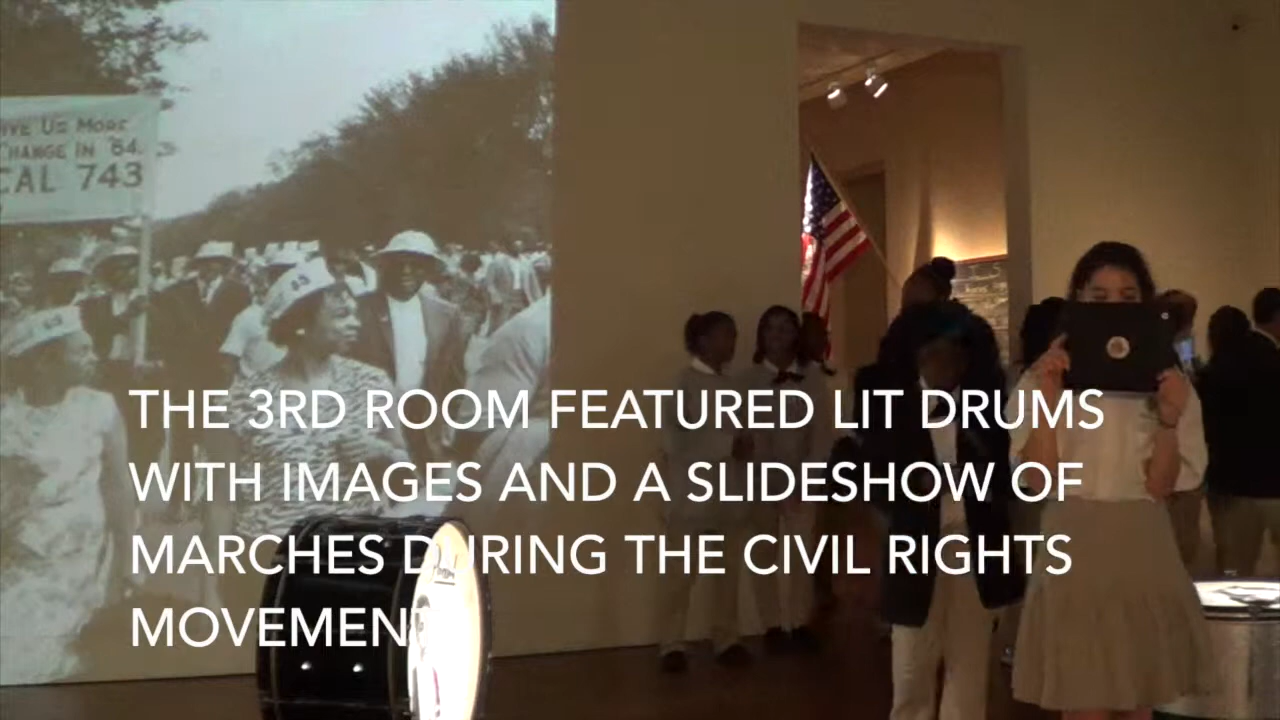 IVE US MORE
CHANGE IN '64.
CAL 743
THE 3RD ROOM FEATURED LIT DRUMS
WITH IMAGES AND A SLIDESHOW OF
MARCHES DURING THE CIVIL RIGHTS
MOVEMENT